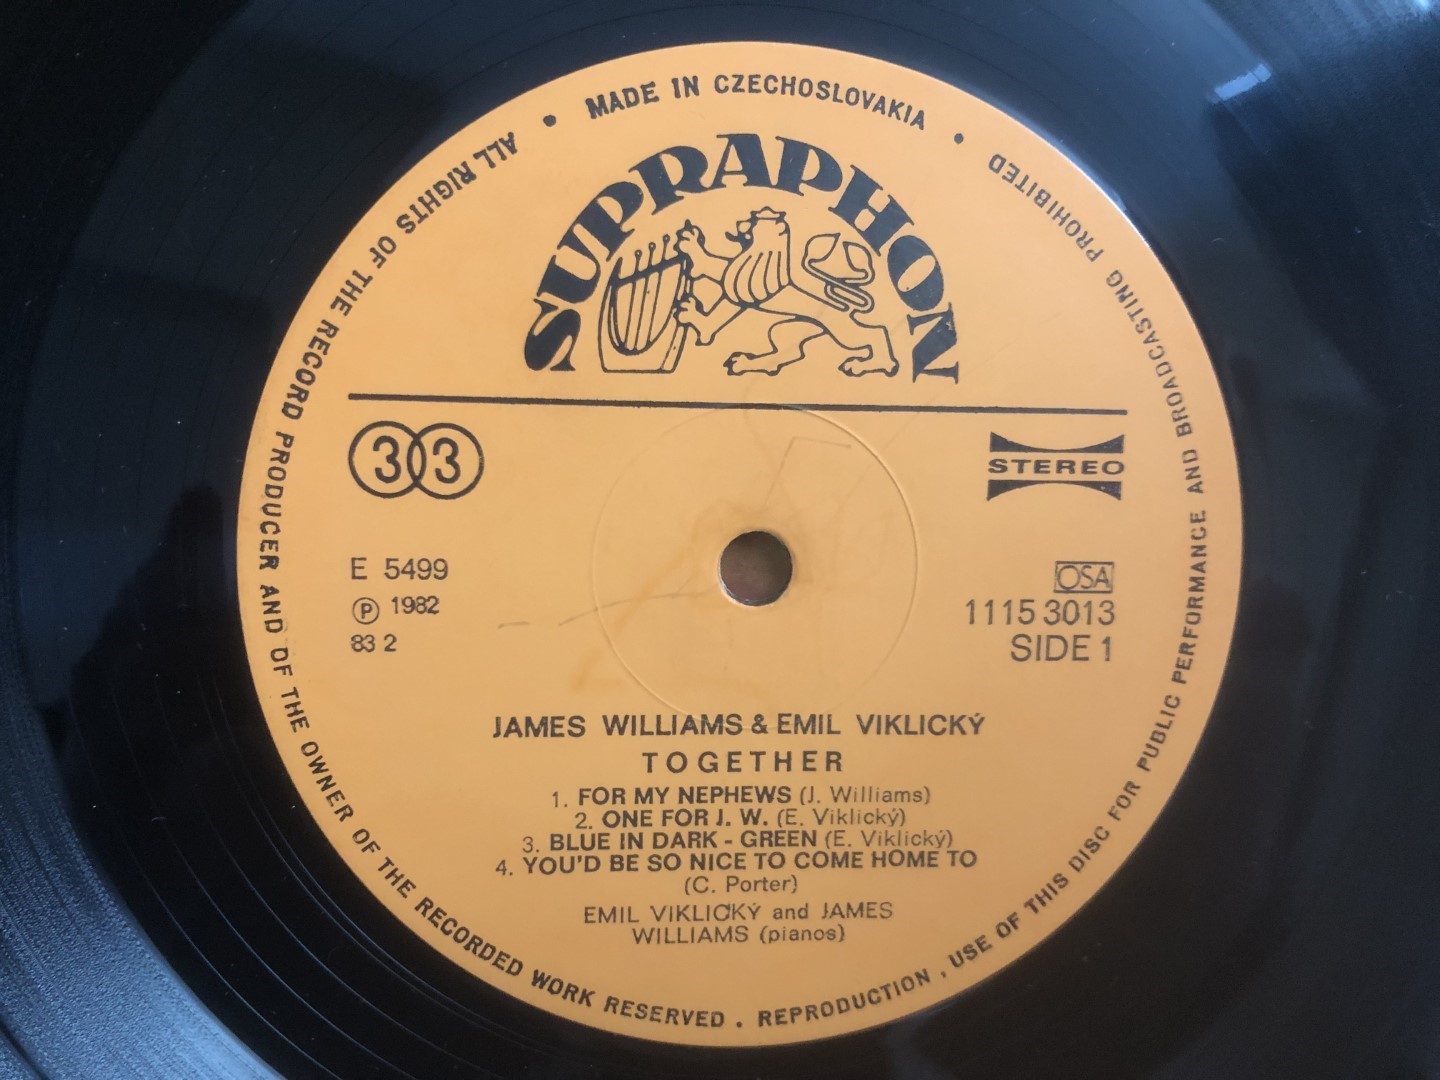 MADE IN CZECHOSLOVAKIA •
ALL RIGHTS OF THE RECORD PRODUCER AND OF THE OWNER OF THE RECORDED WORK RESERVED . REPRODUCTION , USE OF THIS DISC FOR PUBLIC PERFORMANCE AND BROADCASTING PROHIBITED •
SUPRAPHON
33
STEREO
E 5499
Ⓟ 1982
83 2
OSA
1115 3013
SIDE 1
JAMES WILLIAMS & EMIL VIKLICKÝ
TOGETHER
1. FOR MY NEPHEWS (J. Williams)
2. ONE FOR J. W. (E. Viklický)
3. BLUE IN DARK - GREEN (E. Viklický)
4. YOU'D BE SO NICE TO COME HOME TO
(C. Porter)
EMIL VIKLICKÝ and JAMES
WILLIAMS (pianos)